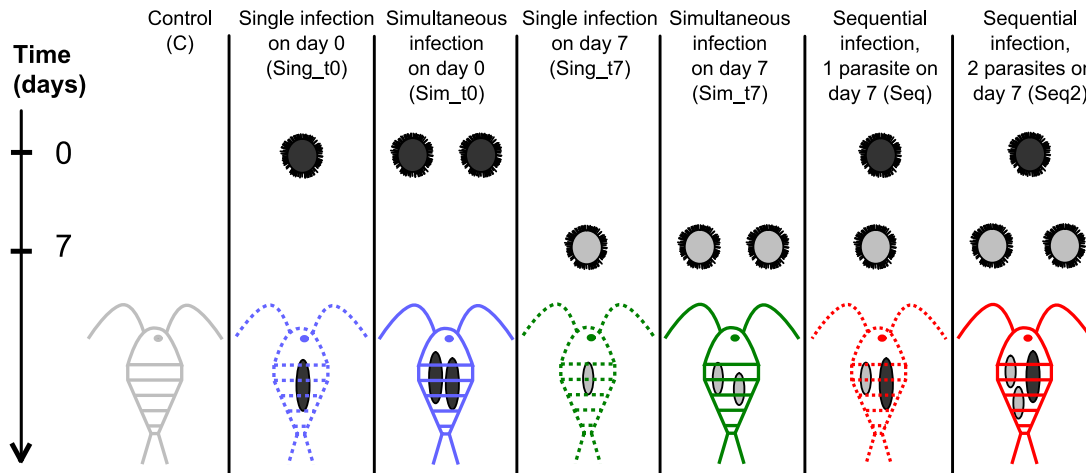 Time
(days)
0
7
Control
(C)
Single infection
on day 0
(Sing_t0)
Simultaneous
infection
on day 0
(Sim_t0)
Single infection
on day 7
(Sing_t7)
Simultaneous
infection
on day 7
(Sim_t7)
Sequential
infection,
1 parasite on
day 7 (Seq)
Sequential
infection,
2 parasites on
day 7 (Seq2)